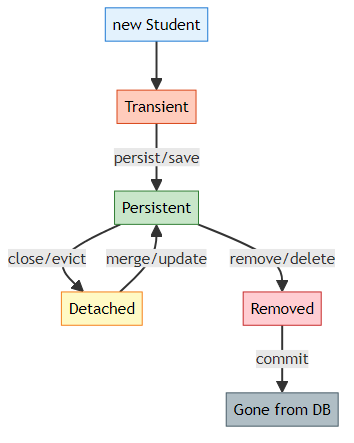 new Student
Transient
persist/save
Persistent
close/evict
merge/update
remove/delete
Detached
Removed
commit
Gone from DB